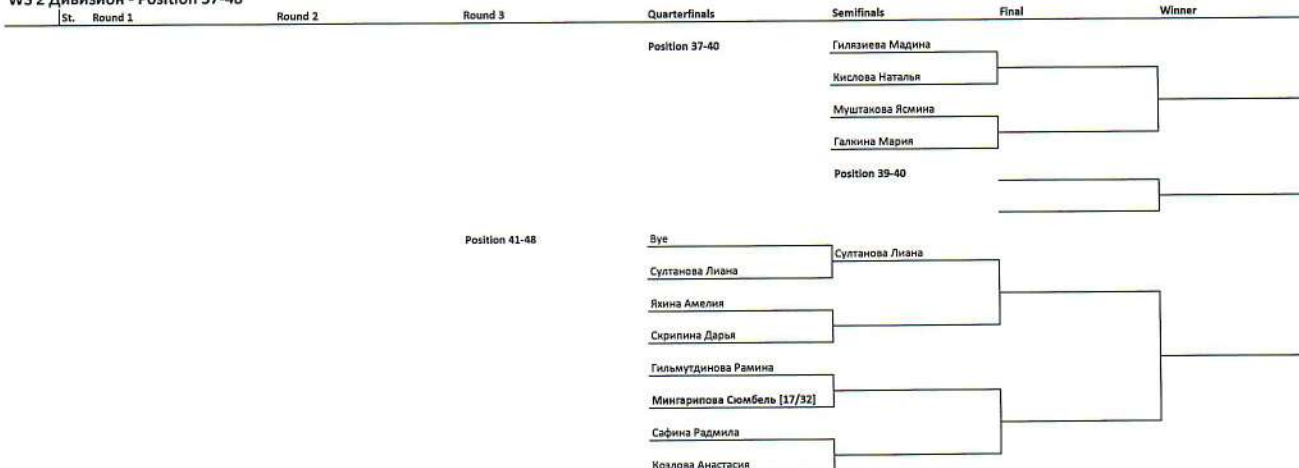 WS 2 Дивизион - Position 37-48
St. Round 1 Round 2 Round 3 Quarterfinals Semifinals Final Winner
Position 37-40 Гилязиева Мадина
Кислова Наталья
Муштакова Ясмина
Галкина Мария
Position 39-40
Position 41-48 Bye
Султанова Лиана
Султанова Лиана
Яхина Амелия
Скрипина Дарья
Гильмутдинова Рамина
Мингарипова Сюмбель [17/32]
Сафина Радмила
Козлова Анастасия